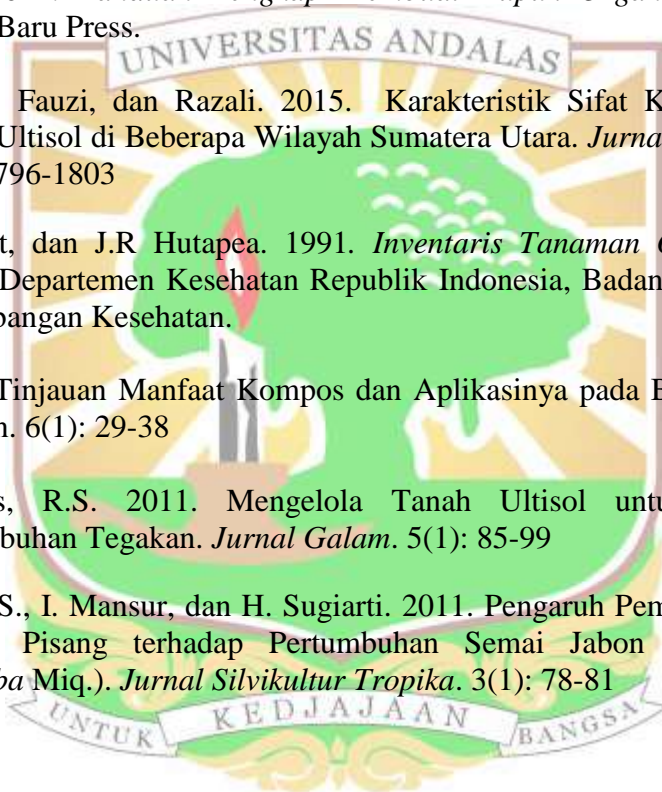 Baru Press.
UNIVERSITAS ANDALAS
Fauzi, dan Razali. 2015. Karakteristik Sifat K
Ultisol di Beberapa Wilayah Sumatera Utara. Jurna
796-1803
t, dan J.R Hutapea. 1991. Inventaris Tanaman
Departemen Kesehatan Republik Indonesia, Badan
bangan Kesehatan.
Tinjauan Manfaat Kompos dan Aplikasinya pada
n. 6(1): 29-38
s, R.S. 2011. Mengelola Tanah Ultisol untu
buhan Tegakan. Jurnal Galam. 5(1): 85-99
S., I. Mansur, dan H. Sugiarti. 2011. Pengaruh Pem
Pisang terhadap Pertumbuhan Semai Jabon
ba Miq.). Jurnal Silvikultur Tropika. 3(1): 78-81
UNTUK KEDJAJAAN BANGSA